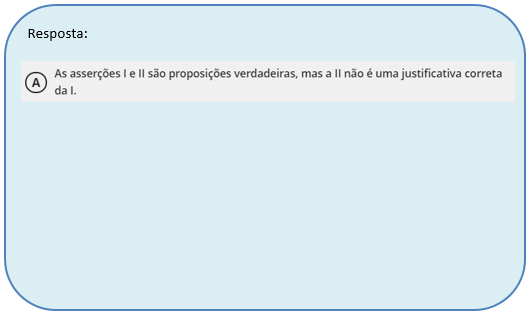 Resposta:
A As asserções I e II são proposições verdadeiras, mas a II não é uma justificativa correta
da I.